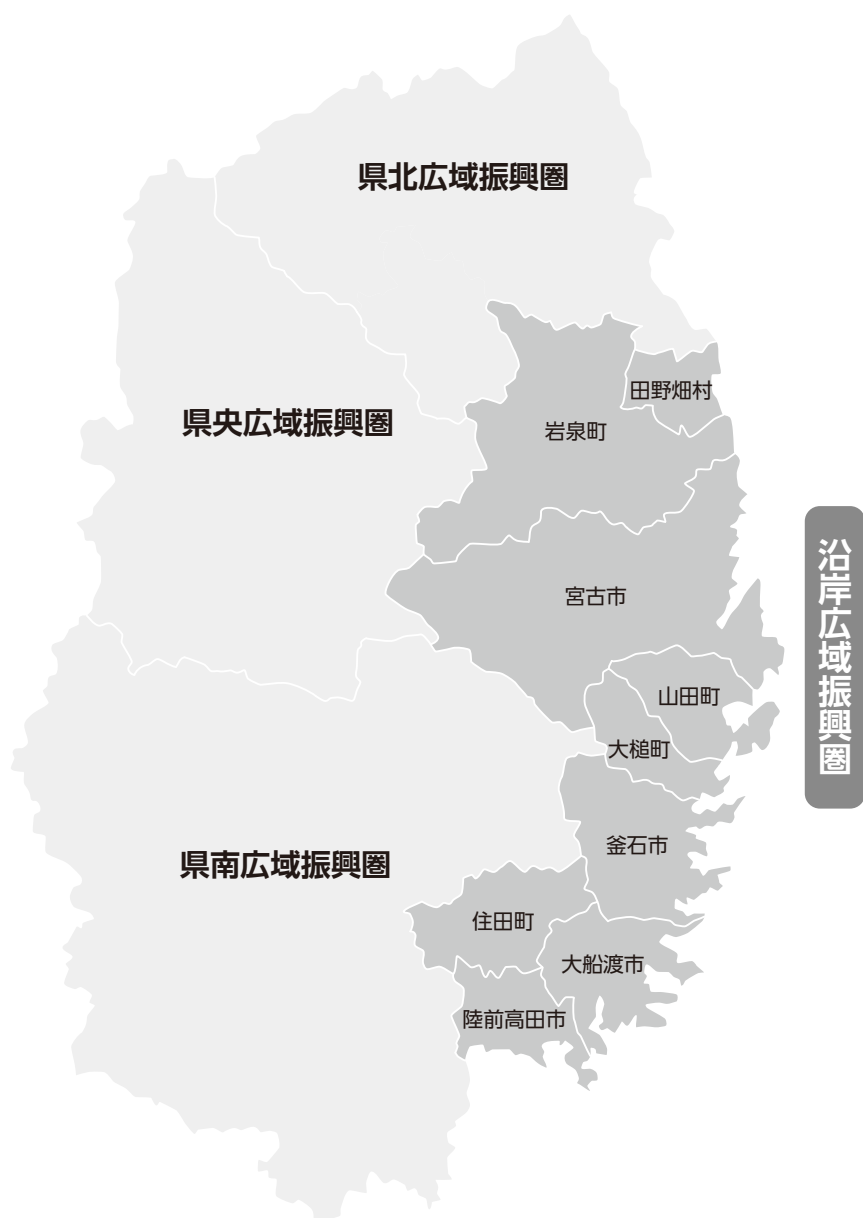 県北広域振興圏
田野畑村
県央広域振興圏
岩泉町
沿岸広域振興圏
宮古市
山田町
大槌町
釜石市
県南広域振興圏
住田町
大船渡市
陸前高田市